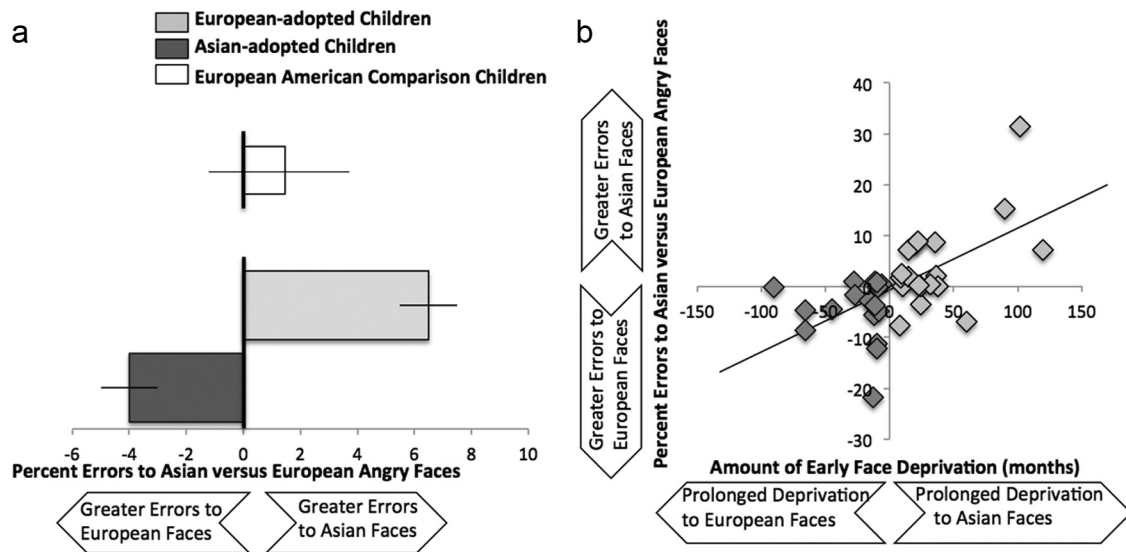 a
European-adopted Children
Asian-adopted Children
European American Comparison Children
-6 -4 -2 0 2 4 6 8 10
Percent Errors to Asian versus European Angry Faces
Greater Errors to
European Faces
Greater Errors
to Asian Faces
b
Percent Errors to Asian versus European Angry Faces
Greater Errors
to Asian Faces
Greater Errors to
European Faces
40
30
20
10
0
-10
-20
-30
-150 -100 -50 0 50 100 150
Amount of Early Face Deprivation (months)
Prolonged Deprivation
to European Faces
Prolonged Deprivation
to Asian Faces